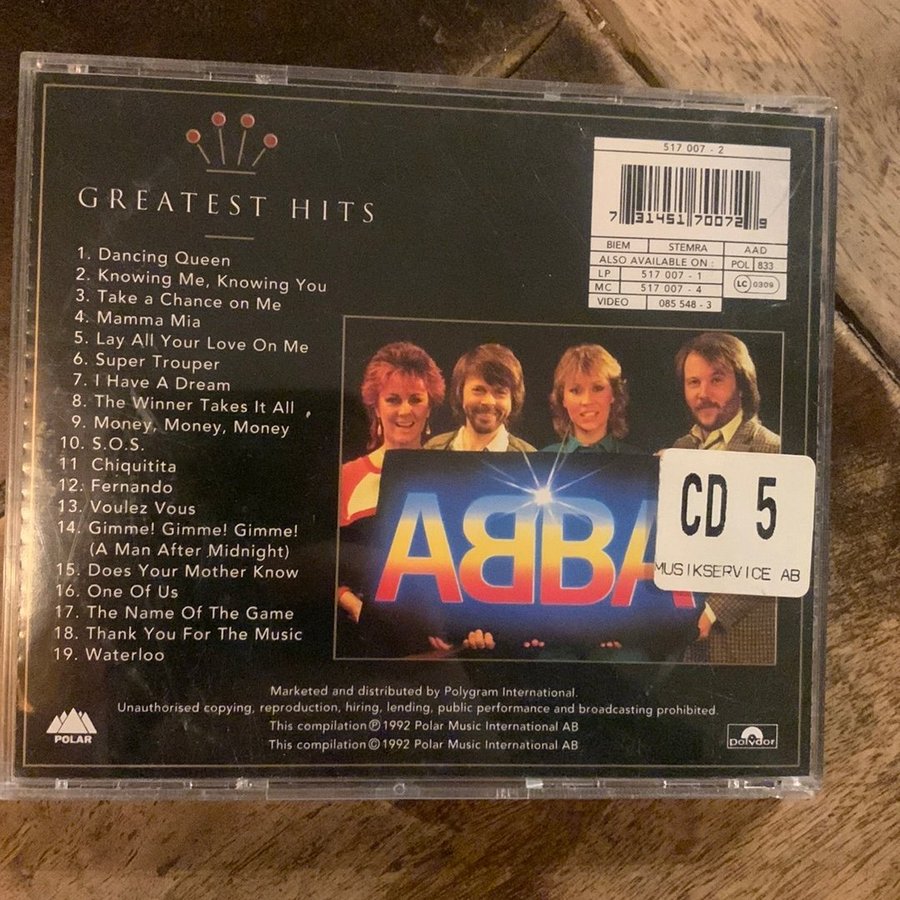 GREATEST HITS
1. Dancing Queen
2. Knowing Me, Knowing You
3. Take a Chance on Me
4. Mamma Mia
5. Lay All Your Love On Me
6. Super Trouper
7. I Have A Dream
8. The Winner Takes It All
9. Money, Money, Money
10. S.O.S.
11 Chiquitita
12. Fernando
13. Voulez Vous
14. Gimme! Gimme! Gimme!
(A Man After Midnight)
15. Does Your Mother Know
16. One Of Us
17. The Name Of The Game
18. Thank You For The Music
19. Waterloo
517 007 - 2
7 31451 70072 9
BIEM STEMRA AAD
ALSO AVAILABLE ON : POL 833
LP 517 007 - 1
MC 517 007 - 4
LC 0309
VIDEO 085 548 - 3
ABBA
CD 5
MUSIKSERVICE AB
Marketed and distributed by Polygram International.
Unauthorised copying, reproduction, hiring, lending, public performance and broadcasting prohibited.
This compilation ℗ 1992 Polar Music International AB
This compilation © 1992 Polar Music International AB
POLAR
Polydor